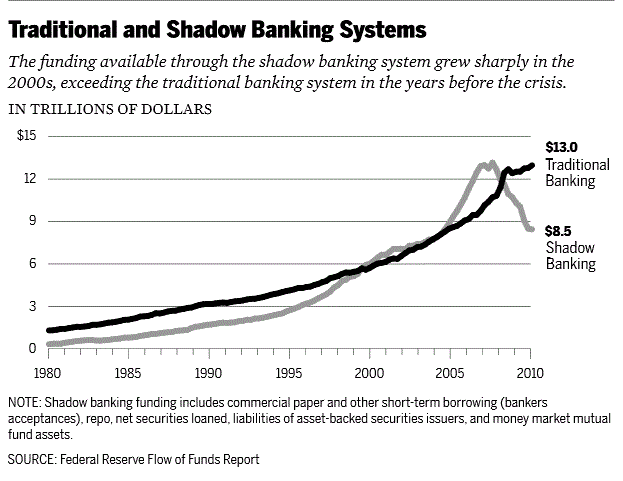 Traditional and Shadow Banking Systems
The funding available through the shadow banking system grew sharply in the
2000s, exceeding the traditional banking system in the years before the crisis.
IN TRILLIONS OF DOLLARS
$15
12
9
6
3
0
$13.0
Traditional
Banking
$8.5
Shadow
Banking
1980 1985 1990 1995 2000 2005 2010
NOTE: Shadow banking funding includes commercial paper and other short-term borrowing (bankers
acceptances), repo, net securities loaned, liabilities of asset-backed securities issuers, and money market mutual
fund assets.
SOURCE: Federal Reserve Flow of Funds Report